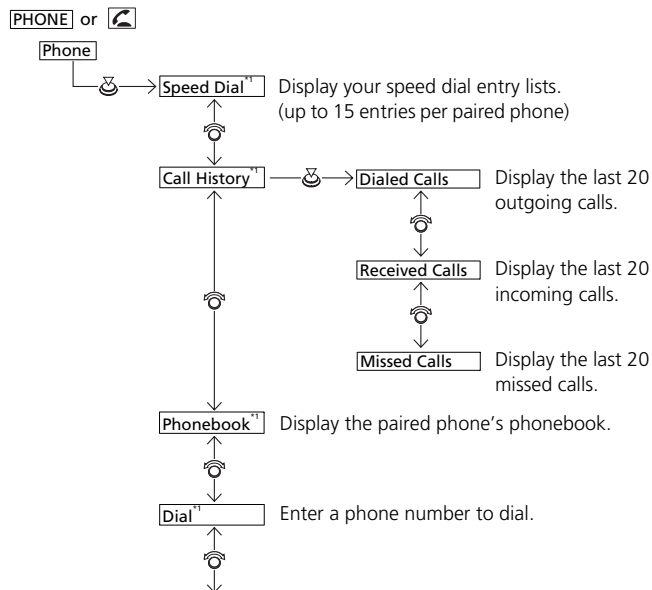 PHONE or
Phone
Speed Dial*1 Display your speed dial entry lists.
(up to 15 entries per paired phone)
Call History*1 Dialed Calls Display the last 20
outgoing calls.
Received Calls Display the last 20
incoming calls.
Missed Calls Display the last 20
missed calls.
Phonebook*1 Display the paired phone's phonebook.
Dial*1 Enter a phone number to dial.